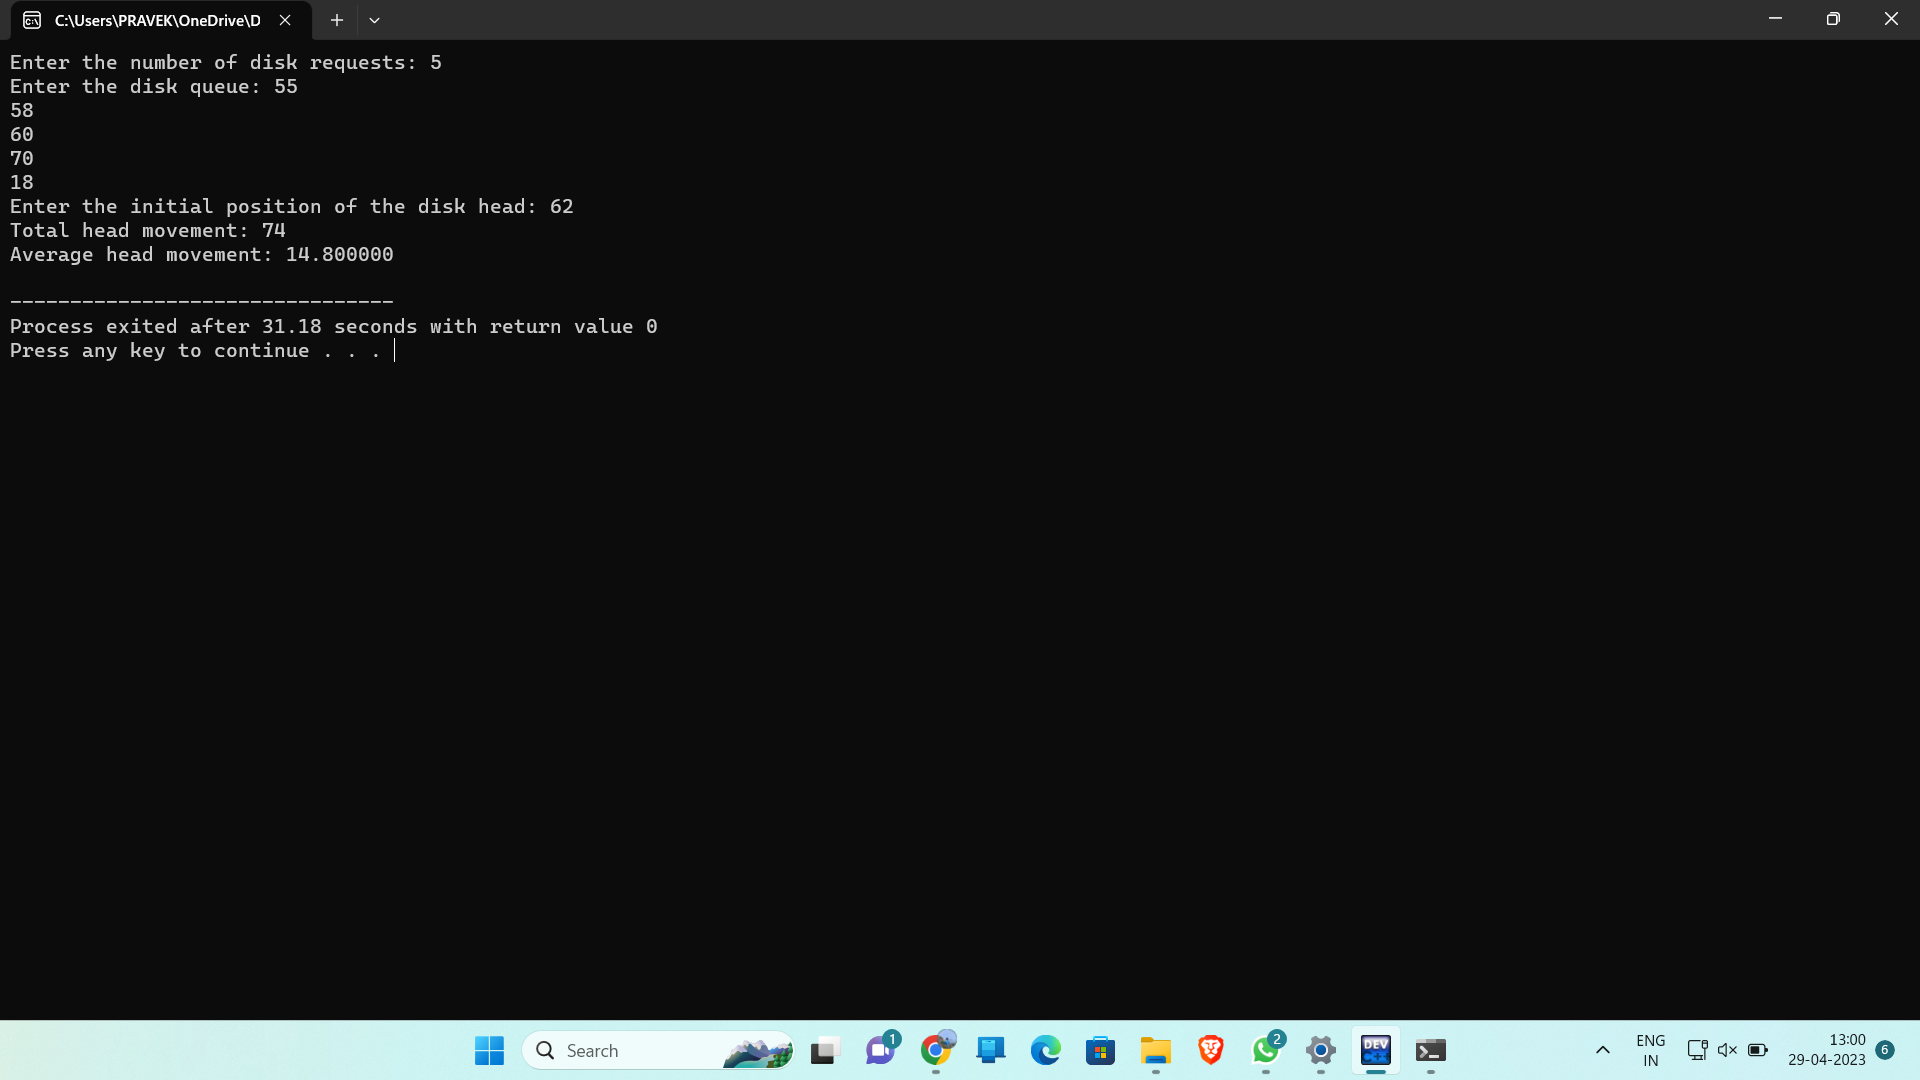 C:\Users\PRAVEK\OneDrive\D
Enter the number of disk requests: 5
Enter the disk queue: 55
58
60
70
18
Enter the initial position of the disk head: 62
Total head movement: 74
Average head movement: 14.800000
--------------------------------
Process exited after 31.18 seconds with return value 0
Press any key to continue . . .
Search
1
2
DEV
C++
ENG
IN
13:00
29-04-2023
6